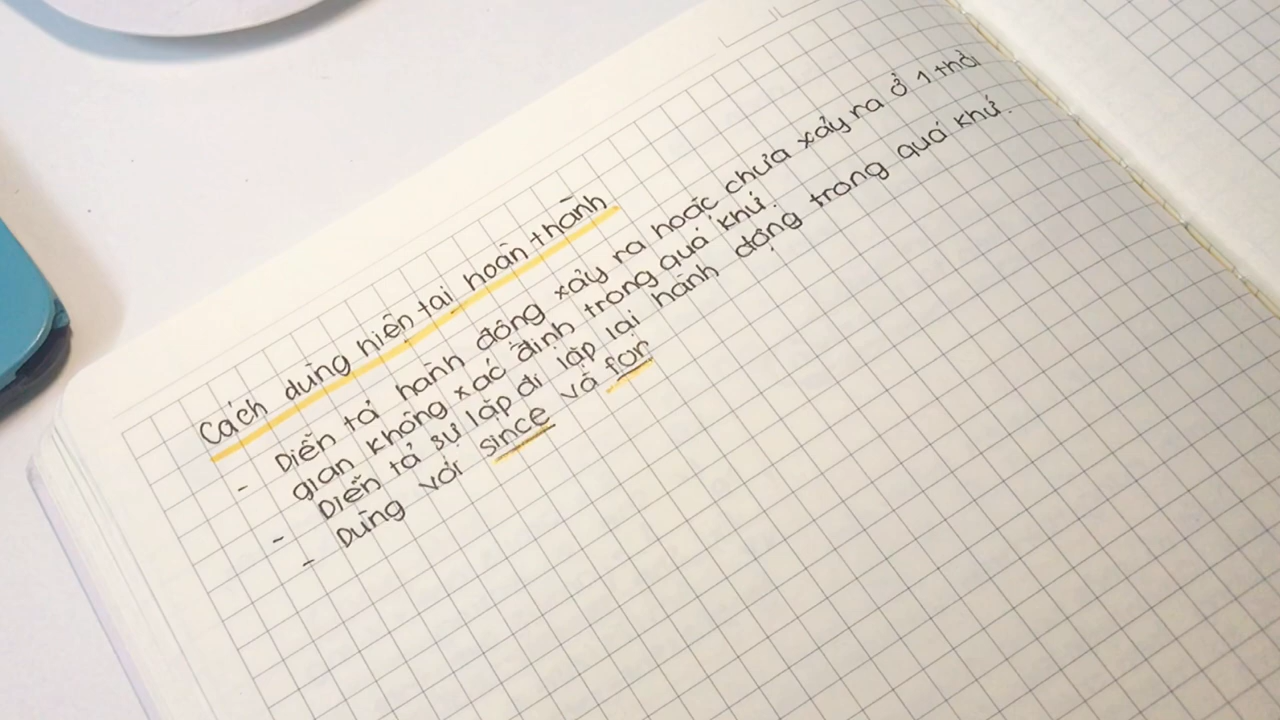 Cách dùng hiện tại hoàn thành
- Diễn tả hành động xảy ra hoặc chưa xảy ra ở 1 thời
gian không xác định trong quá khứ.
- Diễn tả sự lặp đi lặp lại hành động trong quá khứ.
- Dùng với since và for